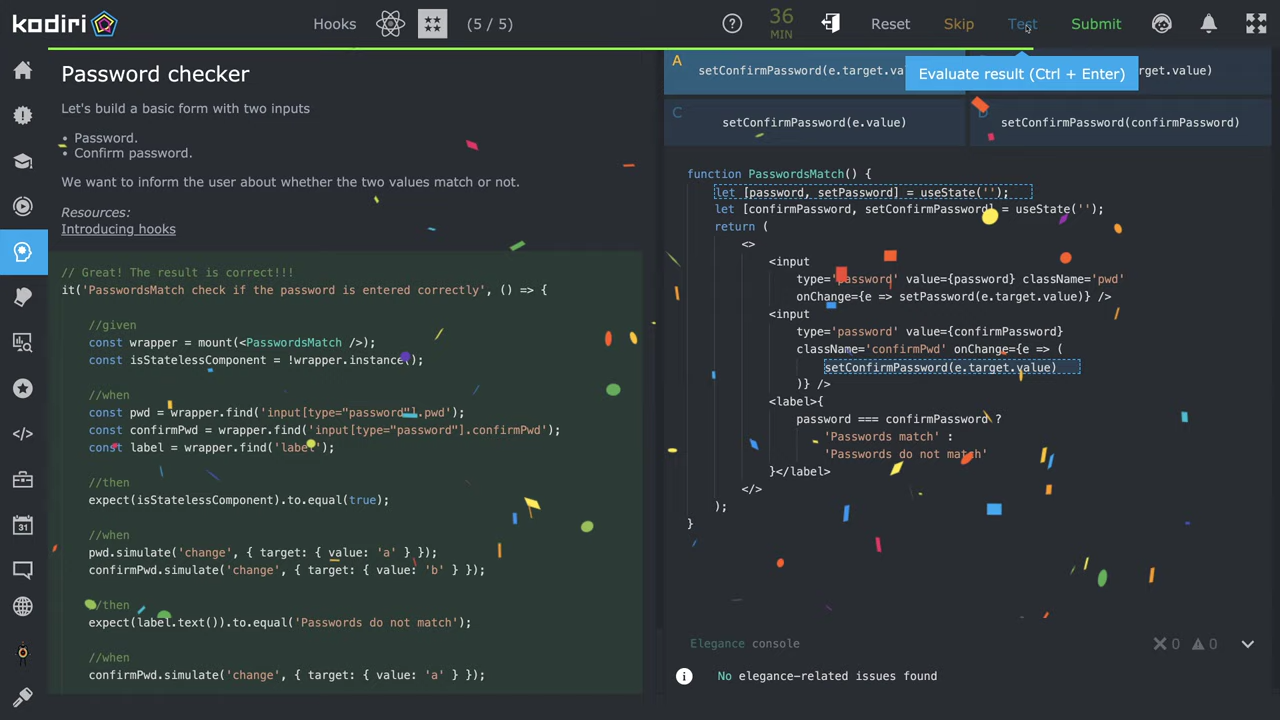 kodiri
Hooks
(5 / 5)
36
MIN
Reset
Skip
Test
Submit
Evaluate result (Ctrl + Enter)
Password checker
Let's build a basic form with two inputs
• Password.
• Confirm password.
We want to inform the user about whether the two values match or not.
Resources:
Introducing hooks
// Great! The result is correct!!!
it('PasswordsMatch check if the password is entered correctly', () => {
//given
const wrapper = mount(<PasswordsMatch />);
const isStatelessComponent = !wrapper.instance();
//when
const pwd = wrapper.find('input[type="password"].pwd');
const confirmPwd = wrapper.find('input[type="password"].confirmPwd');
const label = wrapper.find('label');
//then
expect(isStatelessComponent).to.equal(true);
//when
pwd.simulate('change', { target: { value: 'a' } });
confirmPwd.simulate('change', { target: { value: 'b' } });
//then
expect(label.text()).to.equal('Passwords do not match');
//when
confirmPwd.simulate('change', { target: { value: 'a' } });
A
setConfirmPassword(e.target.va
rget.value)
C
setConfirmPassword(e.value)
D
setConfirmPassword(confirmPassword)
function PasswordsMatch() {
let [password, setPassword] = useState('');
let [confirmPassword, setConfirmPassword] = useState('');
return (
<>
<input
type='password' value={password} className='pwd'
onChange={e => setPassword(e.target.value)} />
<input
type='password' value={confirmPassword}
className='confirmPwd' onChange={e => (
setConfirmPassword(e.target.value)
)} />
<label>{
password === confirmPassword ?
'Passwords match' :
'Passwords do not match'
}</label>
</>
);
}
Elegance console
0
0
No elegance-related issues found
31